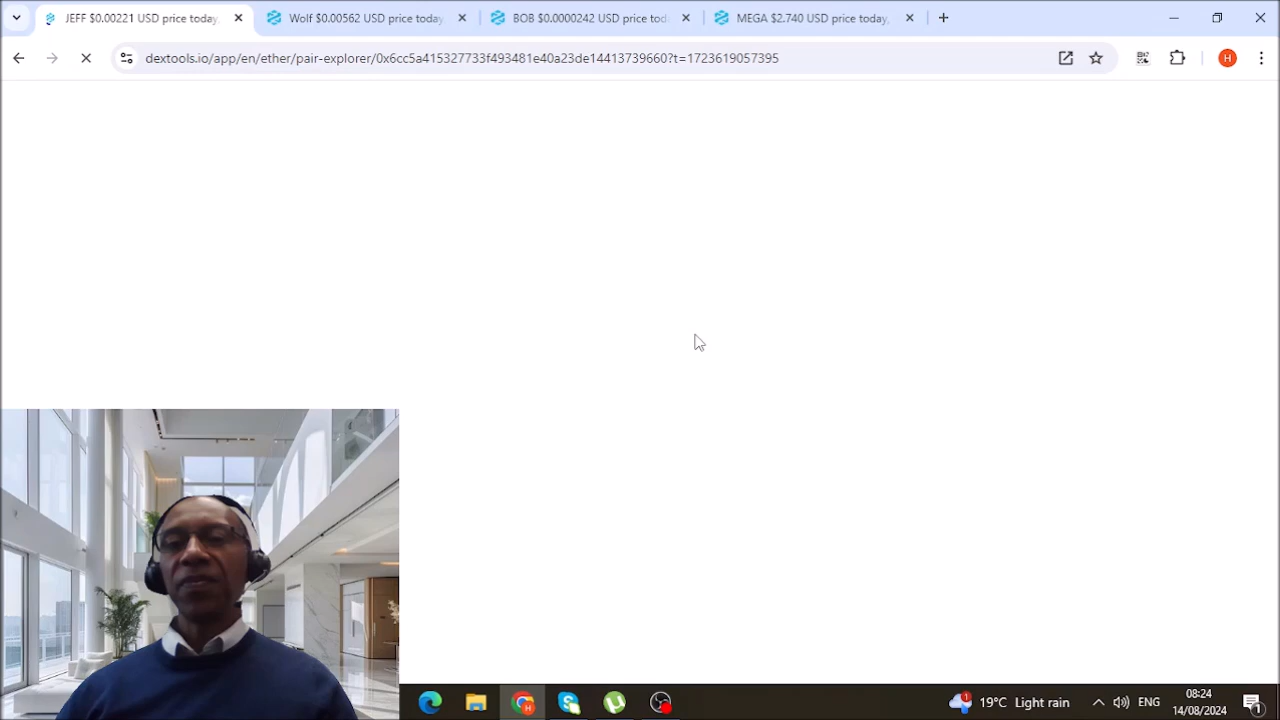 JEFF $0.00221 USD price today,
Wolf $0.00562 USD price today,
BOB $0.0000242 USD price tod
MEGA $2.740 USD price today,
dextools.io/app/en/ether/pair-explorer/0x6cc5a415327733f493481e40a23de14413739660?t=1723619057395
H
1
19°C Light rain
ENG
08:24
14/08/2024
1